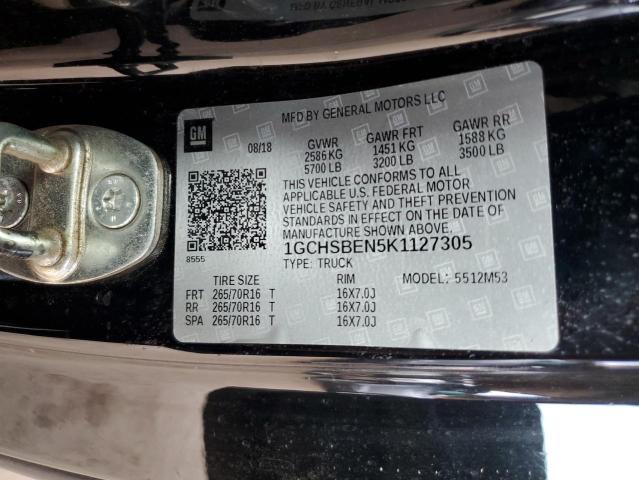 MFD BY GENERAL MOTORS LLC
GM
08/18 GVWR GAWR FRT GAWR RR
2586 KG 1451 KG 1588 KG
5700 LB 3200 LB 3500 LB
THIS VEHICLE CONFORMS TO ALL
APPLICABLE U.S. FEDERAL MOTOR
VEHICLE SAFETY AND THEFT PREVENTION
STANDARDS IN EFFECT ON THE DATE OF
MANUFACTURE SHOWN ABOVE.
8555
1GCHSBEN5K1127305
TYPE: TRUCK MODEL: 5512M53
TIRE SIZE RIM
FRT 265/70R16 T 16X7.0J
RR 265/70R16 T 16X7.0J
SPA 265/70R16 T 16X7.0J